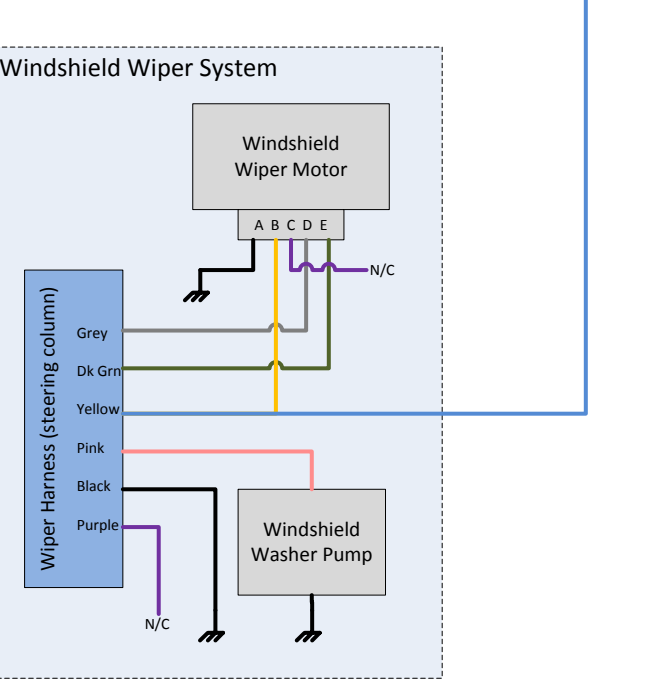 Windshield Wiper System
Windshield
Wiper Motor
A B C D E
N/C
Wiper Harness (steering column)
Grey
Dk Grn
Yellow
Pink
Black
Purple
Windshield
Washer Pump
N/C